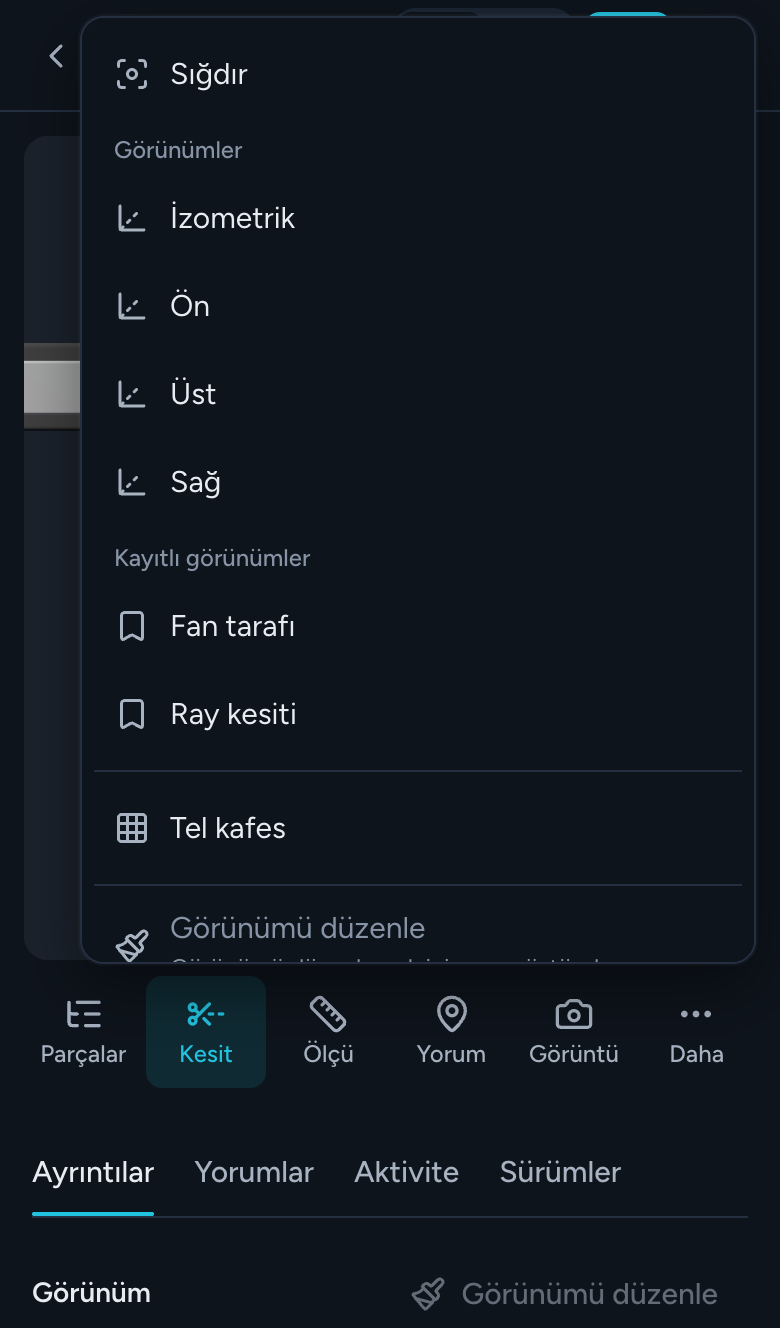 Sığdır
Görünümler
İzometrik
Ön
Üst
Sağ
Kayıtlı görünümler
Fan tarafı
Ray kesiti
Tel kafes
Görünümü düzenle
Parçalar
Kesit
Ölçü
Yorum
Görüntü
Daha
Ayrıntılar
Yorumlar
Aktivite
Sürümler
Görünüm
Görünümü düzenle